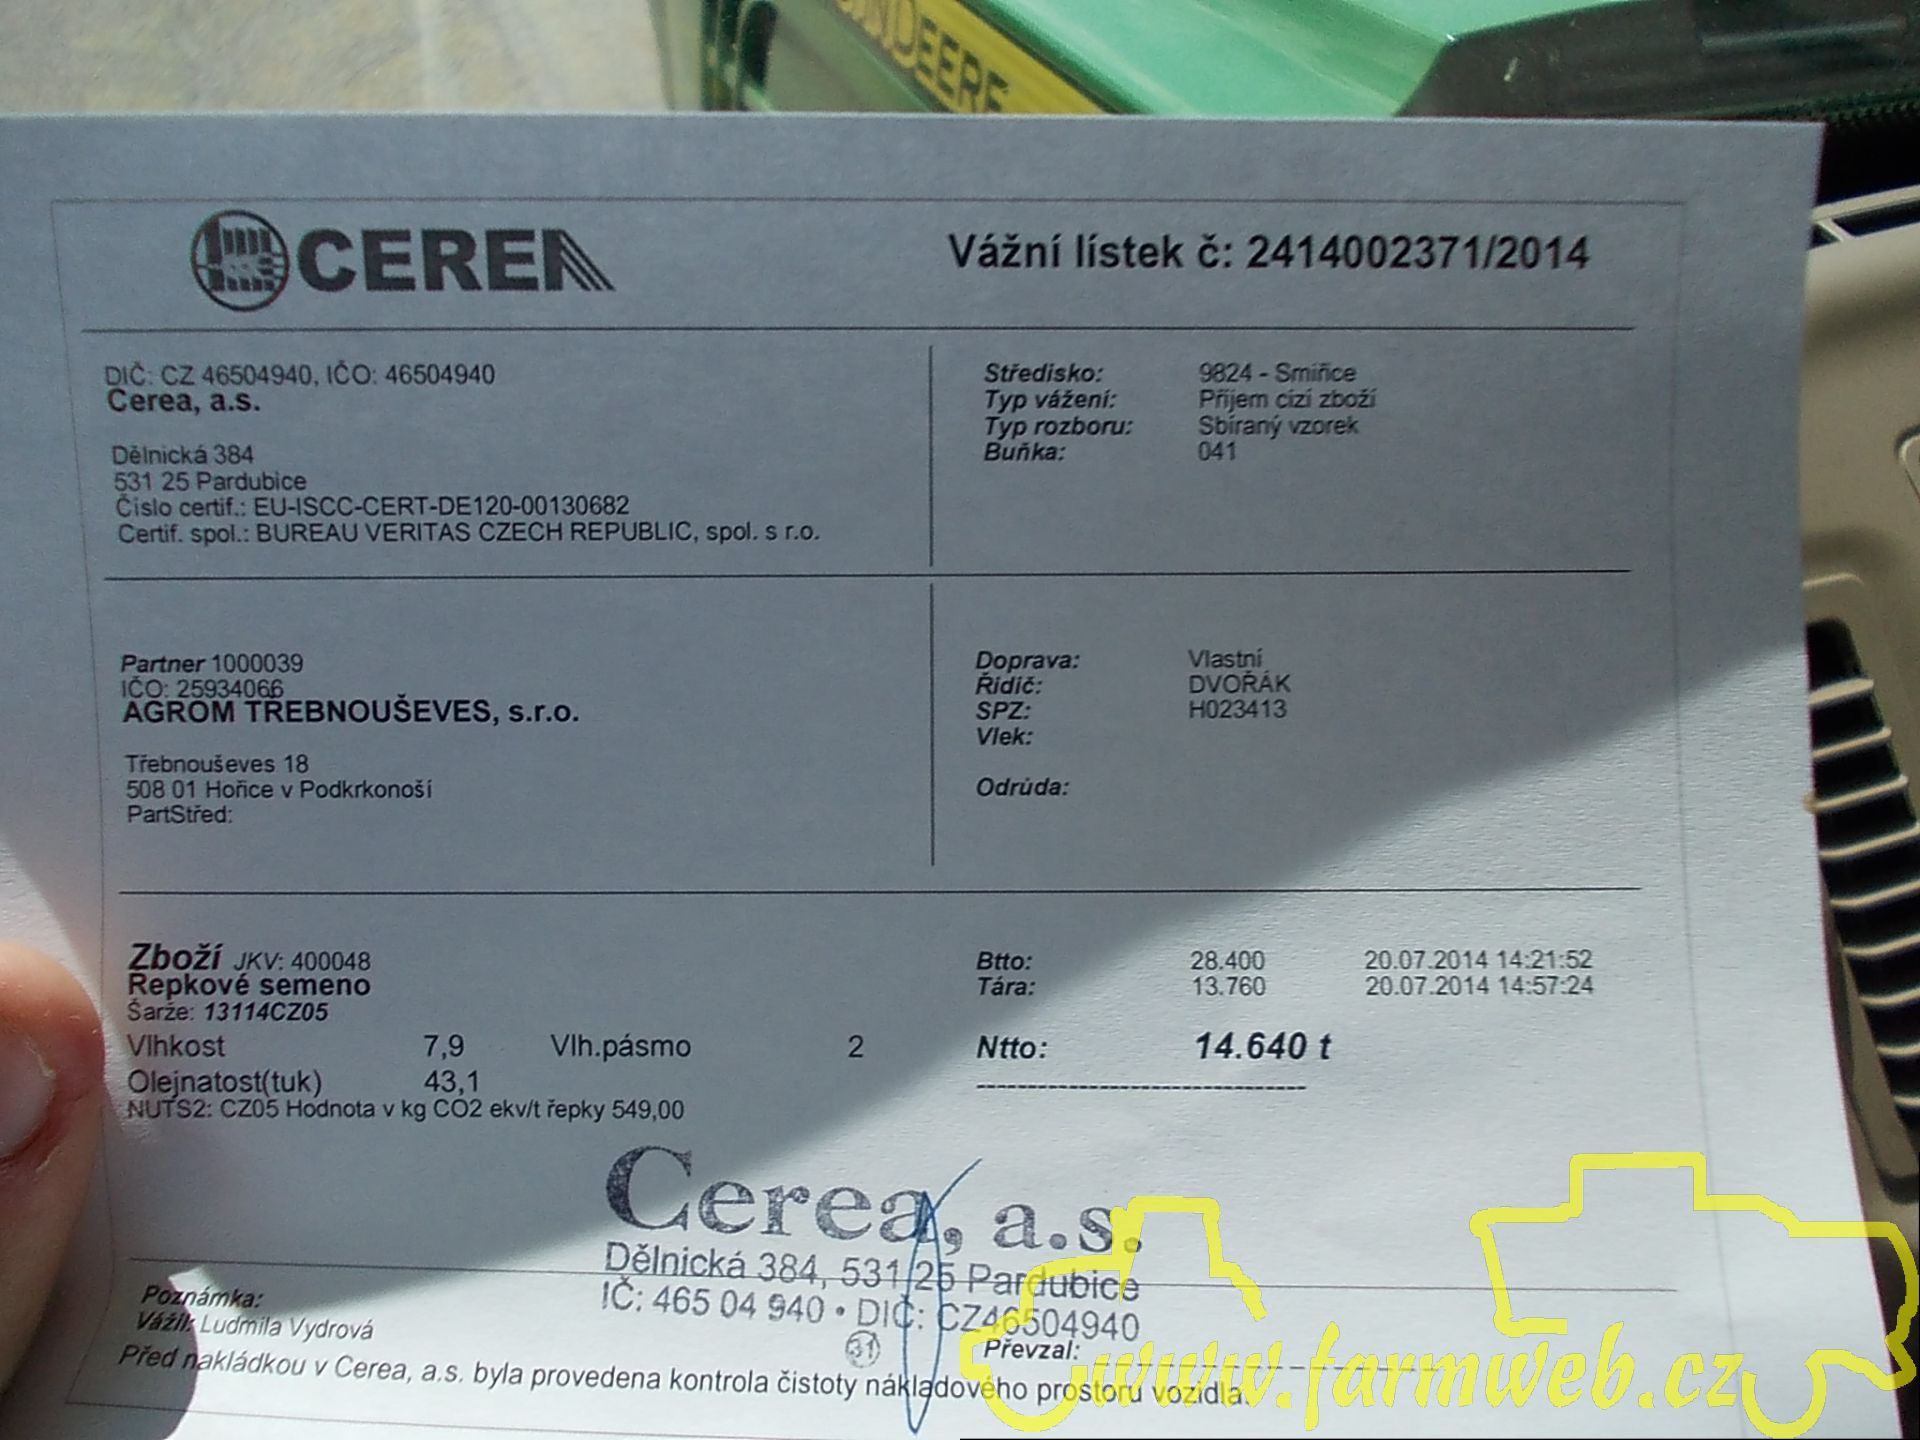 DEERE
CEREA
Vážní lístek č: 2414002371/2014
DIČ: CZ 46504940, IČO: 46504940
Cerea, a.s.
Dělnická 384
531 25 Pardubice
Číslo certif.: EU-ISCC-CERT-DE120-00130682
Certif. spol.: BUREAU VERITAS CZECH REPUBLIC, spol. s r.o.
Středisko: 9824 - Smiřice
Typ vážení: Příjem cizí zboží
Typ rozboru: Sbíraný vzorek
Buňka: 041
Partner 1000039
IČO: 25934066
AGROM TŘEBNOUŠEVES, s.r.o.
Třebnouševes 18
508 01 Hořice v Podkrkonoší
PartStřed:
Doprava: Vlastní
Řidič: DVOŘÁK
SPZ: H023413
Vlek:
Odrůda:
Zboží JKV: 400048
Řepkové semeno
Šarže: 13114CZ05
Vlhkost 7,9 Vlh.pásmo 2
Olejnatost(tuk) 43,1
NUTS2: CZ05 Hodnota v kg CO2 ekv/t řepky 549,00
Btto: 28.400 20.07.2014 14:21:52
Tára: 13.760 20.07.2014 14:57:24
Ntto: 14.640 t
Cerea, a.s.
Dělnická 384, 531 25 Pardubice
IČ: 465 04 940 • DIČ: CZ46504940
31
Poznámka:
Vážil: Ludmila Vydrová
Převzal:
Před nakládkou v Cerea, a.s. byla provedena kontrola čistoty nákladového prostoru vozidla.
www.farmweb.cz